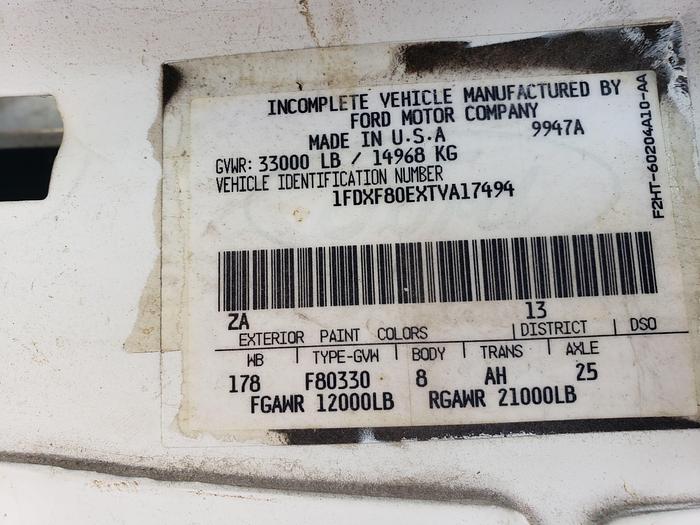 INCOMPLETE VEHICLE MANUFACTURED BY
FORD MOTOR COMPANY
MADE IN U.S.A 9947A
GVWR: 33000 LB / 14968 KG
VEHICLE IDENTIFICATION NUMBER
1FDXF80EXTVA17494
F2HT-60204A10-AA
ZA 13
EXTERIOR PAINT COLORS DISTRICT DSO
WB TYPE-GVW BODY TRANS AXLE
178 F80330 8 AH 25
FGAWR 12000LB RGAWR 21000LB